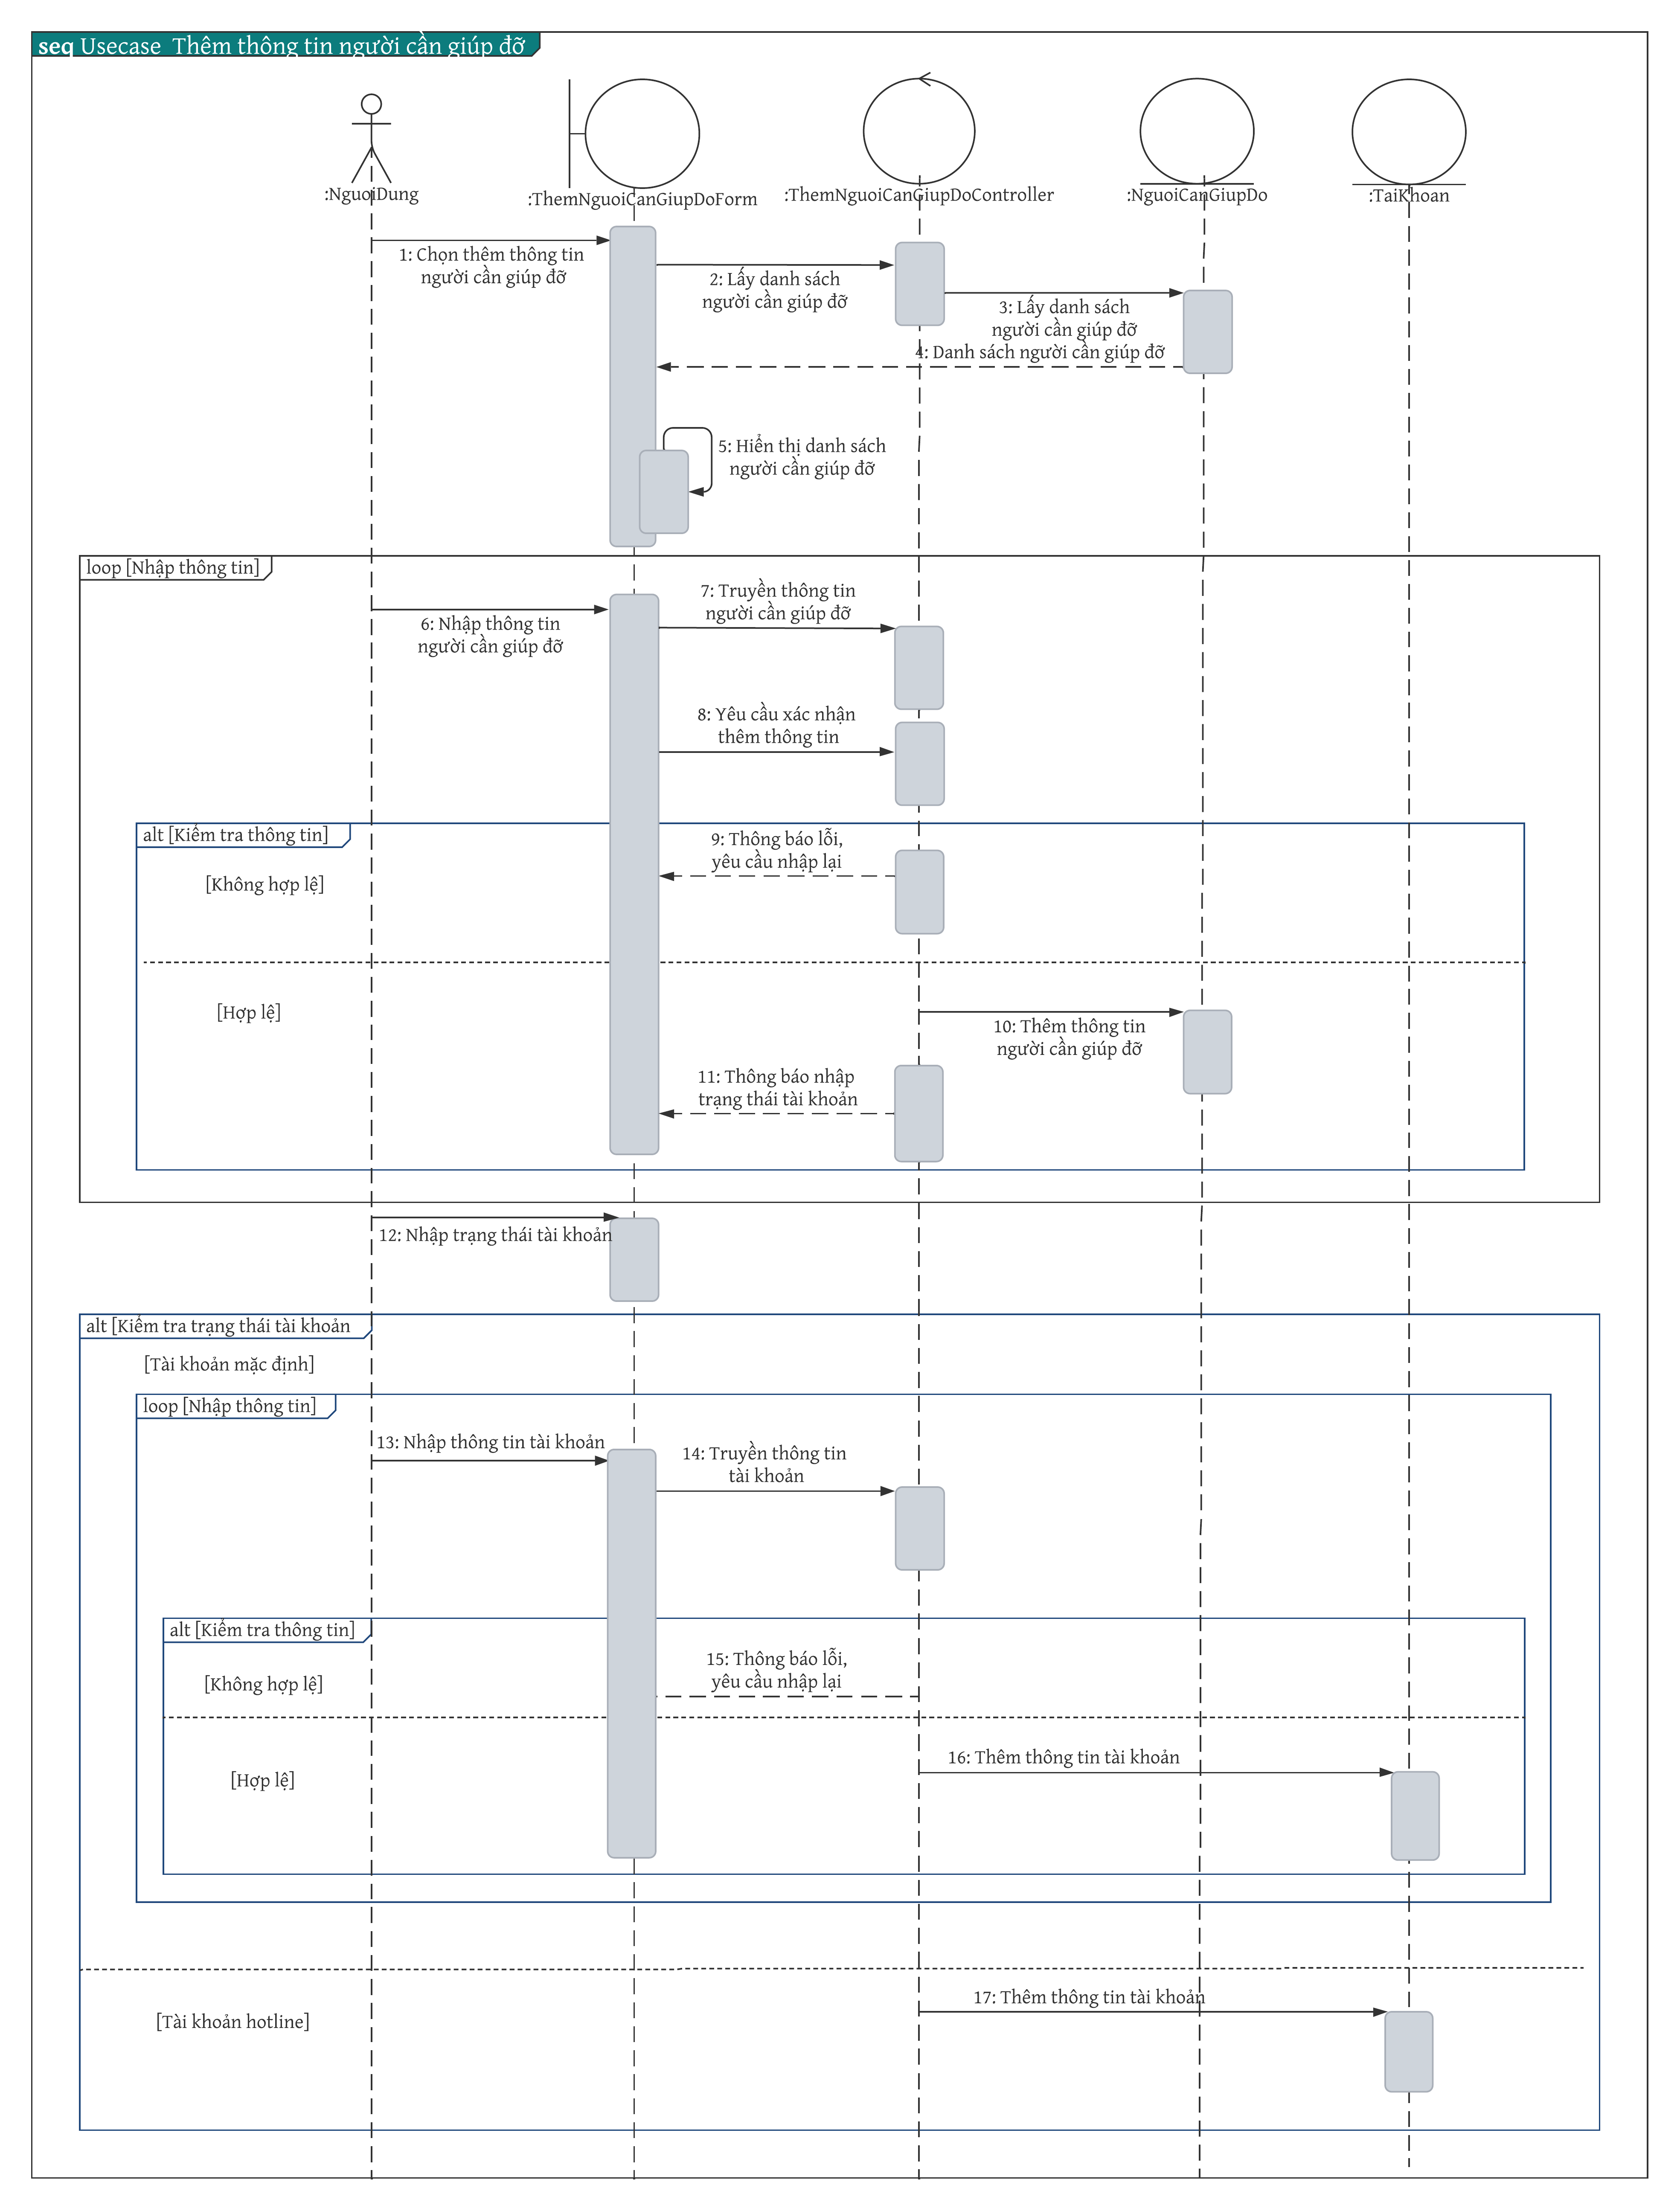 seq Usecase Thêm thông tin người cần giúp đỡ
:NguoiDung
:ThemNguoiCanGiupDoForm
:ThemNguoiCanGiupDoController
:NguoiCanGiupDo
:TaiKhoan
1: Chọn thêm thông tin
người cần giúp đỡ
2: Lấy danh sách
người cần giúp đỡ
3: Lấy danh sách
người cần giúp đỡ
4: Danh sách người cần giúp đỡ
5: Hiển thị danh sách
người cần giúp đỡ
loop [Nhập thông tin]
6: Nhập thông tin
người cần giúp đỡ
7: Truyền thông tin
người cần giúp đỡ
8: Yêu cầu xác nhận
thêm thông tin
alt [Kiểm tra thông tin]
[Không hợp lệ]
9: Thông báo lỗi,
yêu cầu nhập lại
[Hợp lệ]
10: Thêm thông tin
người cần giúp đỡ
11: Thông báo nhập
trạng thái tài khoản
12: Nhập trạng thái tài khoản
alt [Kiểm tra trạng thái tài khoản
[Tài khoản mặc định]
loop [Nhập thông tin]
13: Nhập thông tin tài khoản
14: Truyền thông tin
tài khoản
alt [Kiểm tra thông tin]
[Không hợp lệ]
15: Thông báo lỗi,
yêu cầu nhập lại
[Hợp lệ]
16: Thêm thông tin tài khoản
[Tài khoản hotline]
17: Thêm thông tin tài khoản